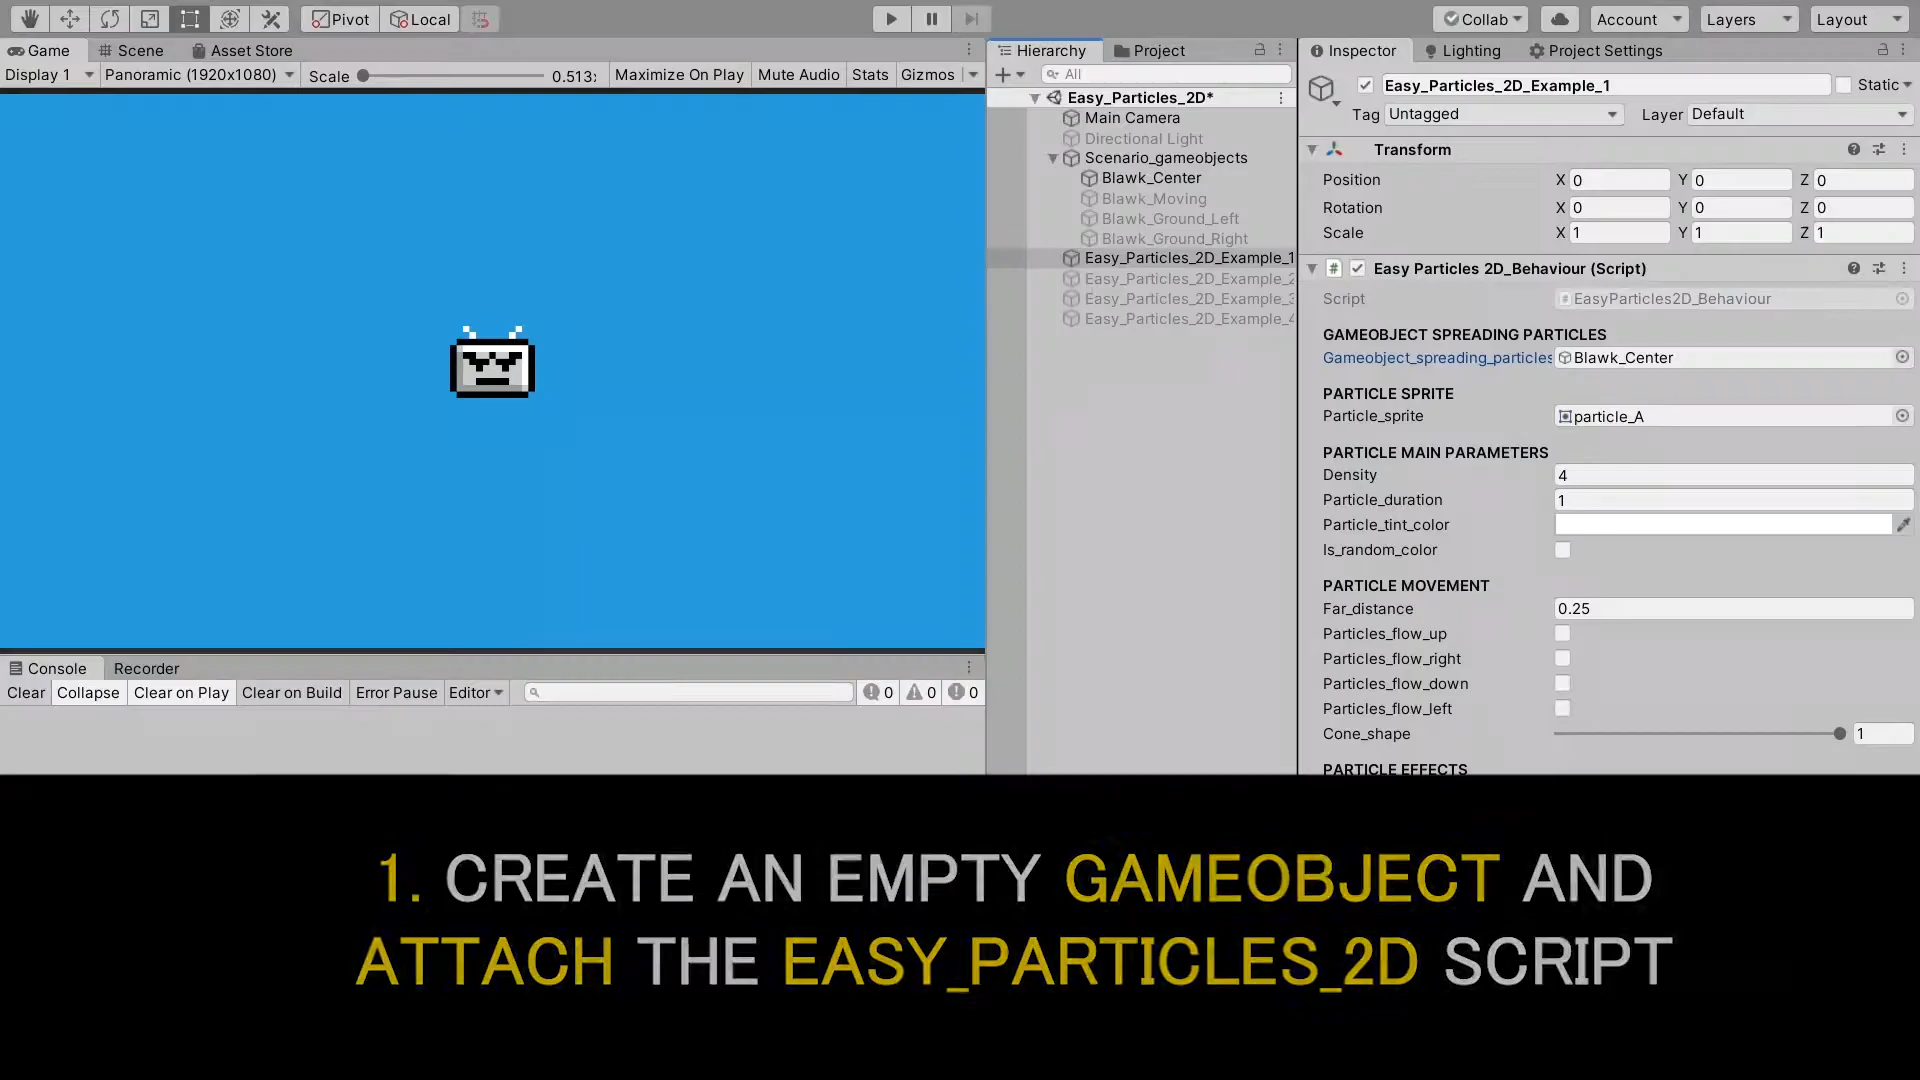 Pivot Local Collab Account Layers Layout
Game Scene Asset Store
Display 1 Panoramic (1920x1080) Scale 0.513: Maximize On Play Mute Audio Stats Gizmos
Console Recorder
Clear Collapse Clear on Play Clear on Build Error Pause Editor 0 0 0
Hierarchy Project
All
Easy_Particles_2D*
Main Camera
Directional Light
Scenario_gameobjects
Blawk_Center
Blawk_Moving
Blawk_Ground_Left
Blawk_Ground_Right
Easy_Particles_2D_Example_1
Easy_Particles_2D_Example_2
Easy_Particles_2D_Example_3
Easy_Particles_2D_Example_4
Inspector Lighting Project Settings
Easy_Particles_2D_Example_1 Static
Tag Untagged Layer Default
Transform
Position X 0 Y 0 Z 0
Rotation X 0 Y 0 Z 0
Scale X 1 Y 1 Z 1
# Easy Particles 2D_Behaviour (Script)
Script # EasyParticles2D_Behaviour
GAMEOBJECT SPREADING PARTICLES
Gameobject_spreading_particles Blawk_Center
PARTICLE SPRITE
Particle_sprite particle_A
PARTICLE MAIN PARAMETERS
Density 4
Particle_duration 1
Particle_tint_color
Is_random_color
PARTICLE MOVEMENT
Far_distance 0.25
Particles_flow_up
Particles_flow_right
Particles_flow_down
Particles_flow_left
Cone_shape 1
PARTICLE EFFECTS
1. CREATE AN EMPTY GAMEOBJECT AND
ATTACH THE EASY_PARTICLES_2D SCRIPT